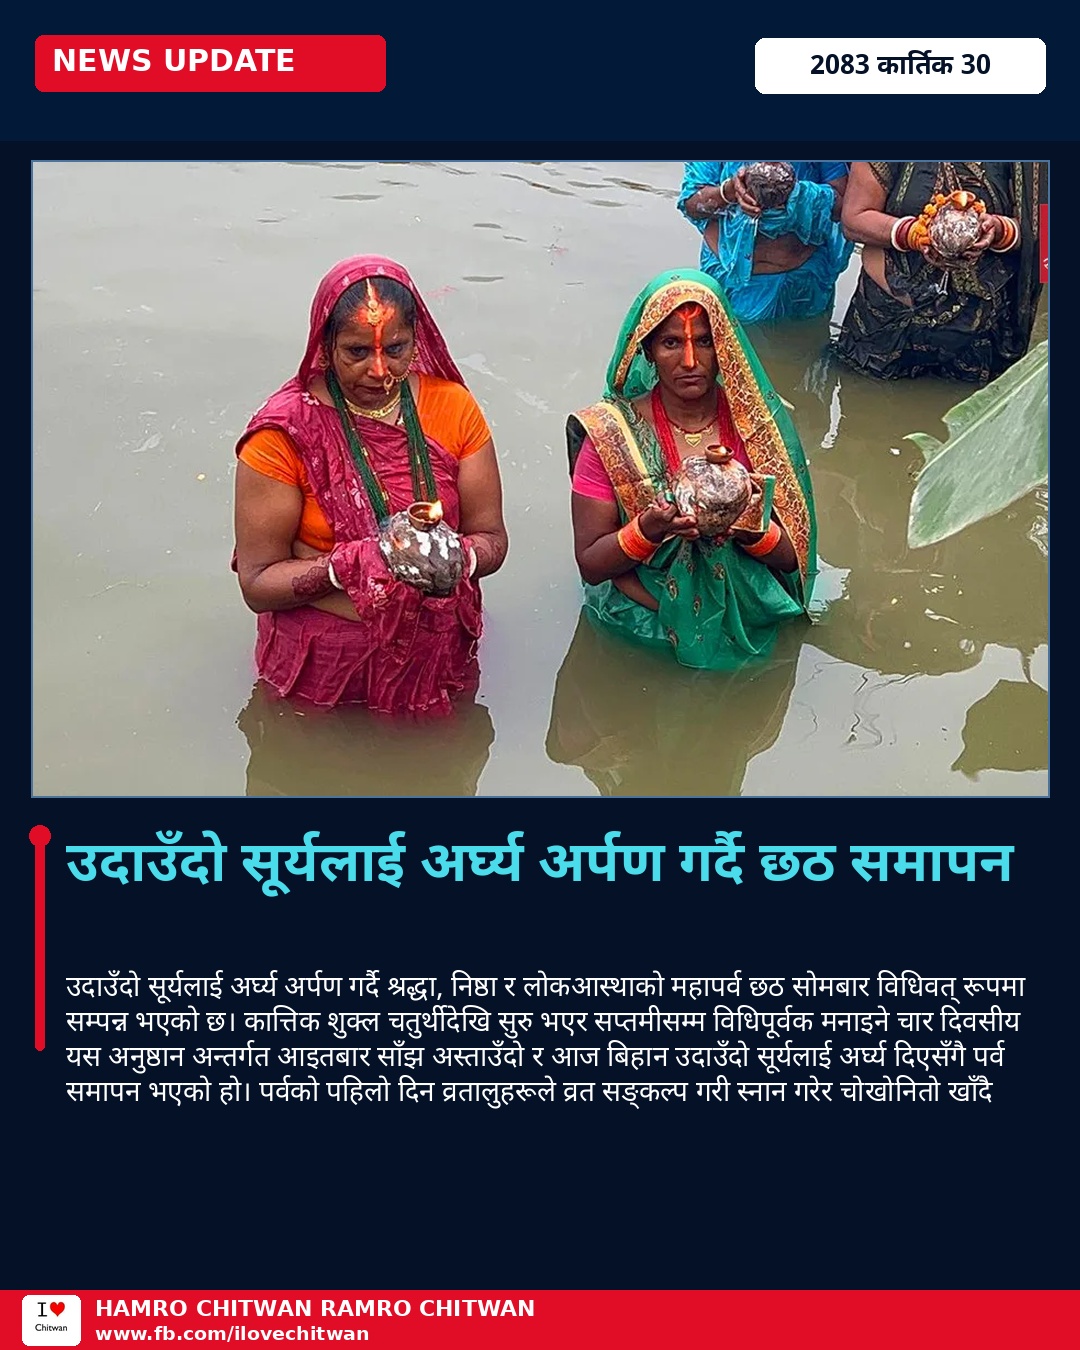 NEWS UPDATE
2083 कार्तिक 30
उदाउँदो सूर्यलाई अर्घ्य अर्पण गर्दै छठ समापन
उदाउँदो सूर्यलाई अर्घ्य अर्पण गर्दै श्रद्धा, निष्ठा र लोकआस्थाको महापर्व छठ सोमबार विधिवत् रूपमा
सम्पन्न भएको छ। कात्तिक शुक्ल चतुर्थीदेखि सुरु भएर सप्तमीसम्म विधिपूर्वक मनाइने चार दिवसीय
यस अनुष्ठान अन्तर्गत आइतबार साँझ अस्ताउँदो र आज बिहान उदाउँदो सूर्यलाई अर्घ्य दिएसँगै पर्व
समापन भएको हो। पर्वको पहिलो दिन व्रतालुहरूले व्रत सङ्कल्प गरी स्नान गरेर चोखोनितो खाँदै
I ♥
Chitwan
HAMRO CHITWAN RAMRO CHITWAN
www.fb.com/ilovechitwan